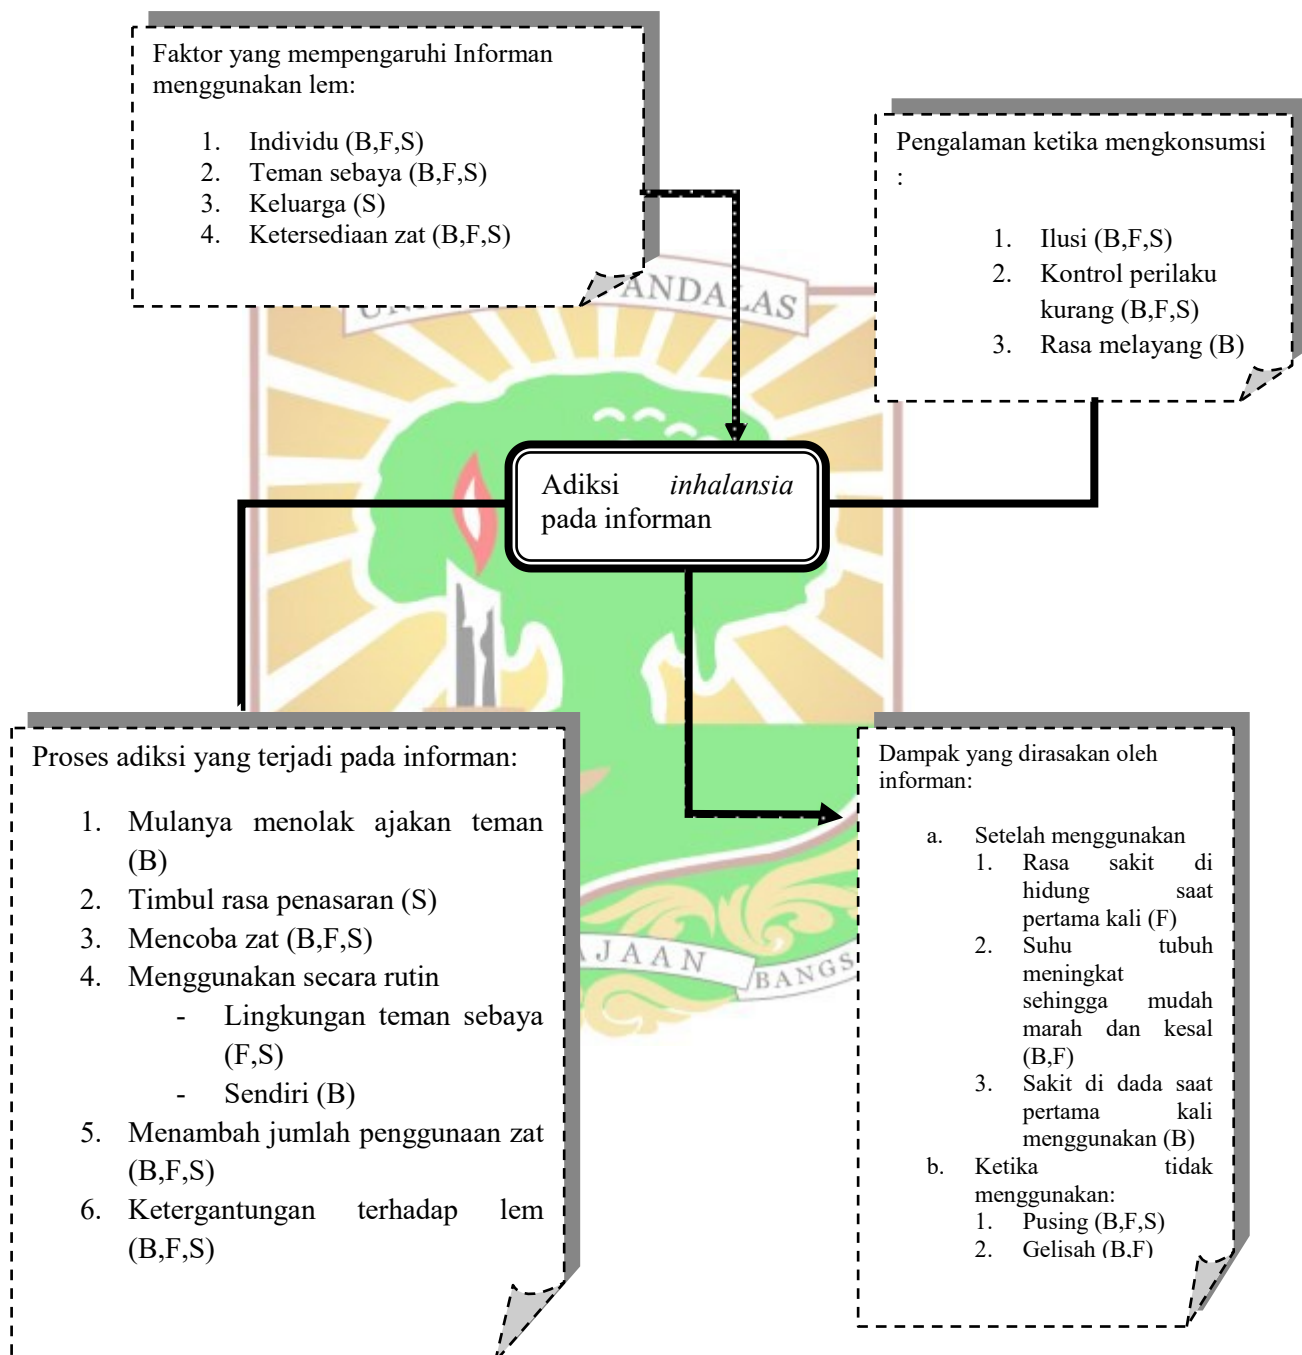 Faktor yang mempengaruhi Informan
menggunakan lem:
1. Individu (B,F,S)
2. Teman sebaya (B,F,S)
3. Keluarga (S)
4. Ketersediaan zat (B,F,S)
Pengalaman ketika mengkonsumsi
:
1. Ilusi (B,F,S)
2. Kontrol perilaku
kurang (B,F,S)
3. Rasa melayang (B)
ANDALAS
Adiksi inhalansia
pada informan
Proses adiksi yang terjadi pada informan:
1. Mulanya menolak ajakan teman
(B)
2. Timbul rasa penasaran (S)
3. Mencoba zat (B,F,S)
4. Menggunakan secara rutin
- Lingkungan teman sebaya
(F,S)
- Sendiri (B)
5. Menambah jumlah penggunaan zat
(B,F,S)
6. Ketergantungan terhadap lem
(B,F,S)
Dampak yang dirasakan oleh
informan:
a. Setelah menggunakan
1. Rasa sakit di
hidung saat
pertama kali (F)
2. Suhu tubuh
meningkat
sehingga mudah
marah dan kesal
(B,F)
3. Sakit di dada saat
pertama kali
menggunakan (B)
b. Ketika tidak
menggunakan:
1. Pusing (B,F,S)
2. Gelisah (B,F)